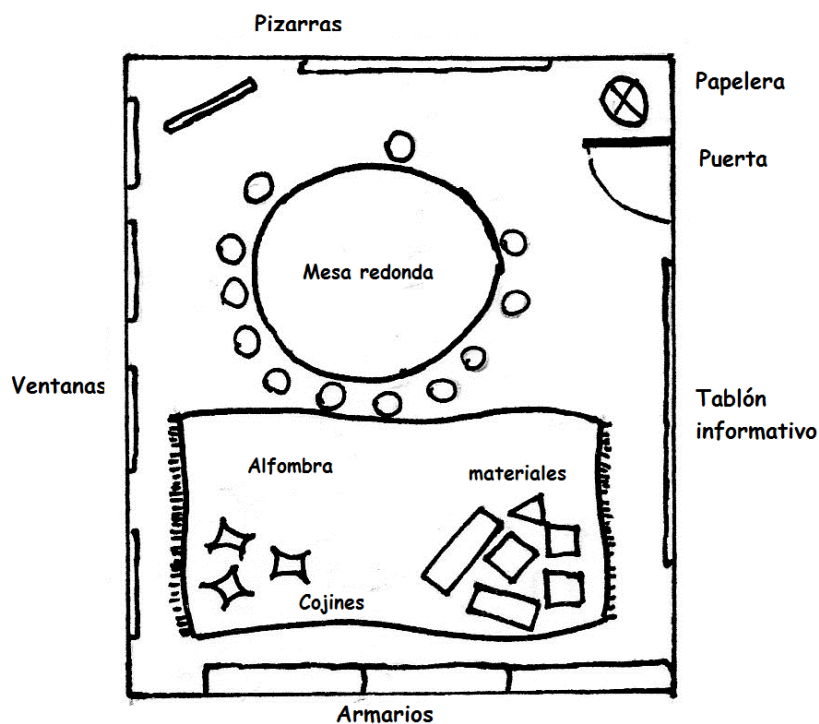 Pizarras
Papelera
Puerta
Mesa redonda
Ventanas
Tablón
informativo
Alfombra
materiales
Cojines
Armarios